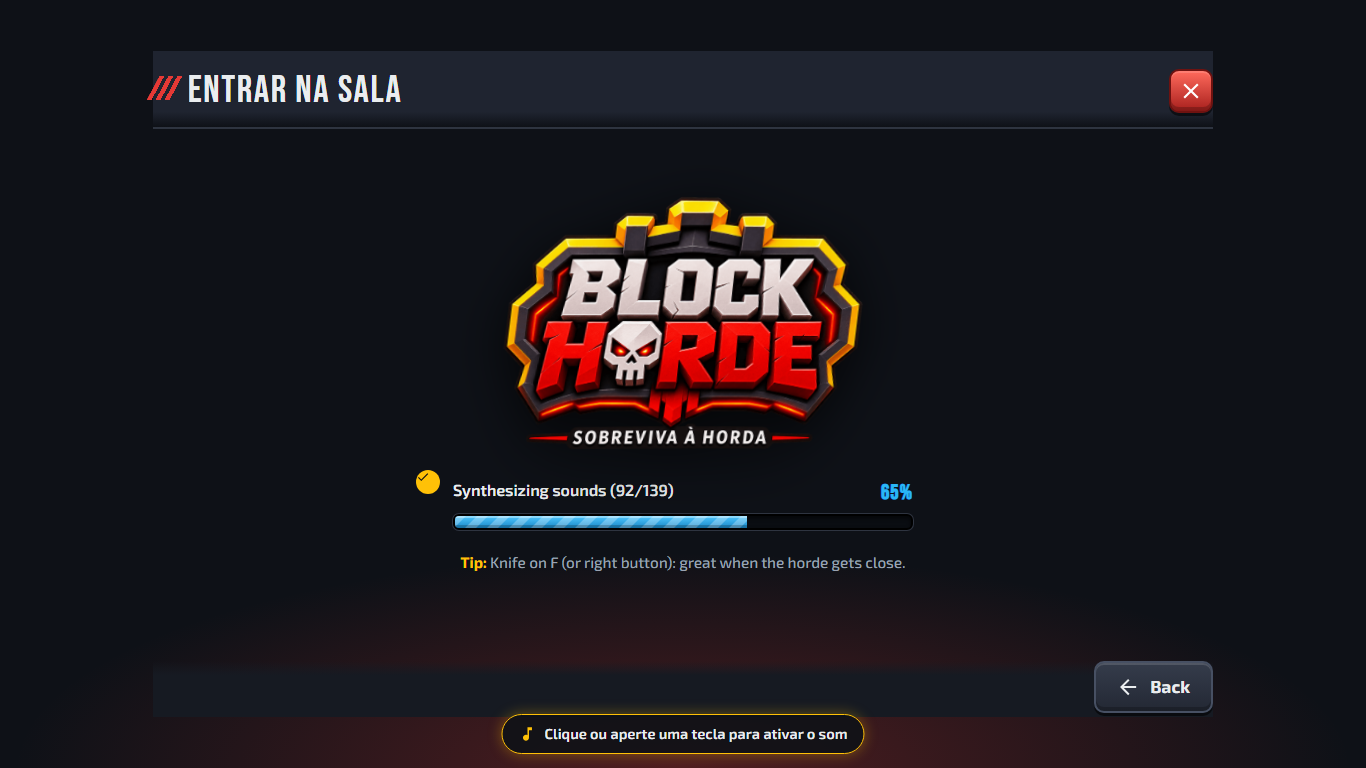 ENTRAR NA SALA
BLOCK
HORDE
SOBREVIVA À HORDA
Synthesizing sounds (92/139)
65%
Tip: Knife on F (or right button): great when the horde gets close.
Back
Clique ou aperte uma tecla para ativar o som